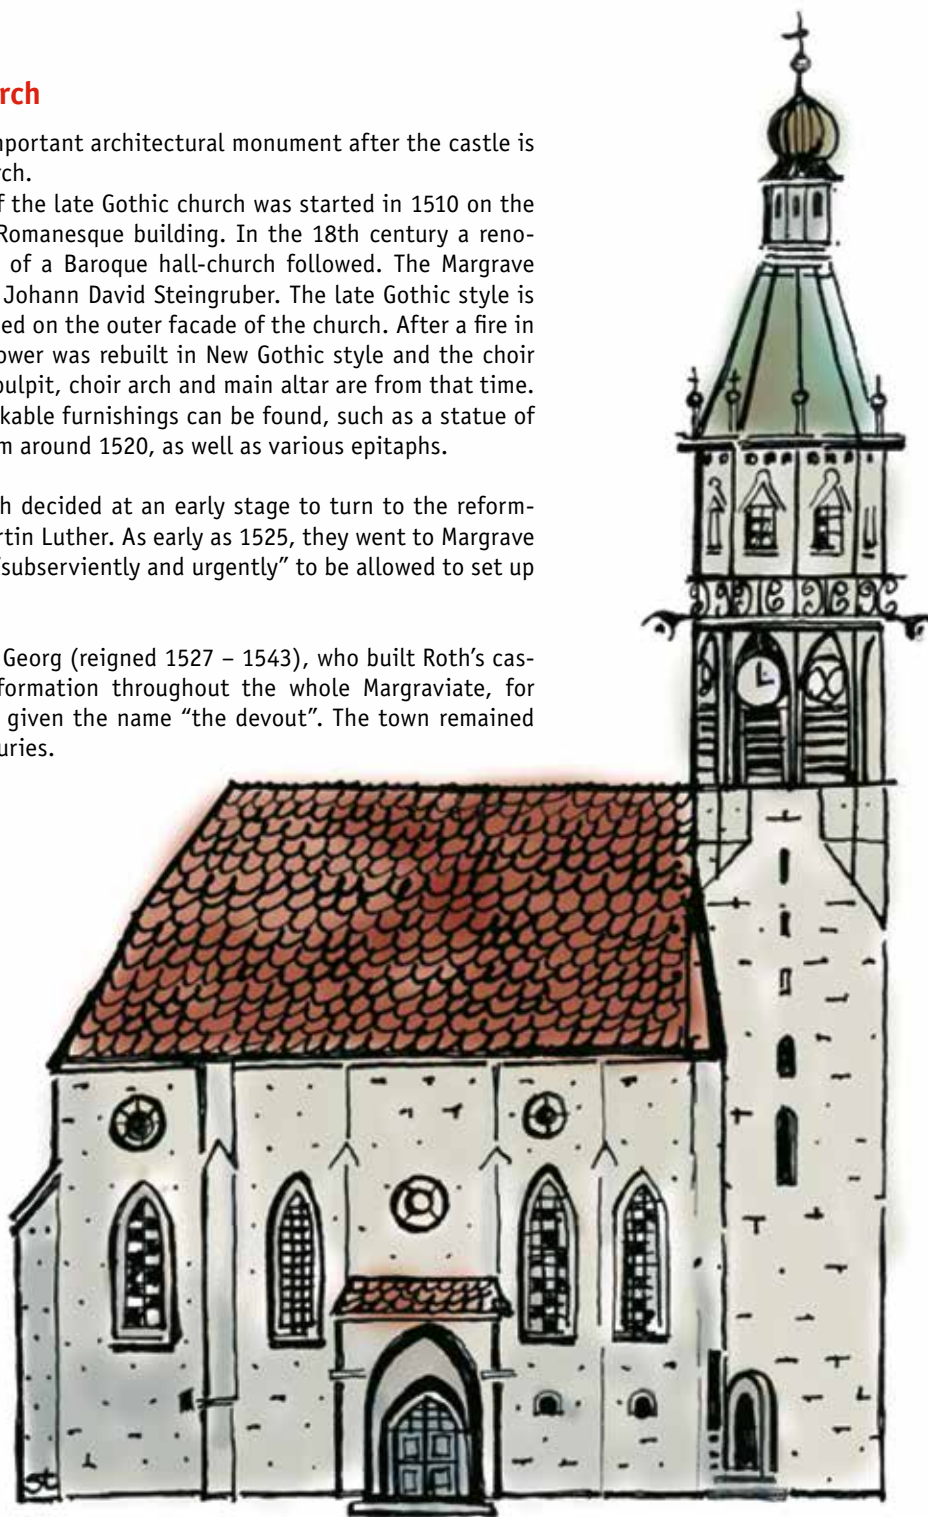 rch
mportant architectural monument after the castle is
rch.
f the late Gothic church was started in 1510 on the
Romanesque building. In the 18th century a reno-
of a Baroque hall-church followed. The Margrave
Johann David Steingruber. The late Gothic style is
ed on the outer facade of the church. After a fire in
ower was rebuilt in New Gothic style and the choir
pulpit, choir arch and main altar are from that time.
kable furnishings can be found, such as a statue of
m around 1520, as well as various epitaph.
h decided at an early stage to turn to the reform-
rtin Luther. As early as 1525, they went to Margrave
“subserviently and urgently” to be allowed to set up
Georg (reigned 1527 – 1543), who built Roth’s cas-
formation throughout the whole Margraviate, for
given the name “the devout”. The town remained
uries.
st